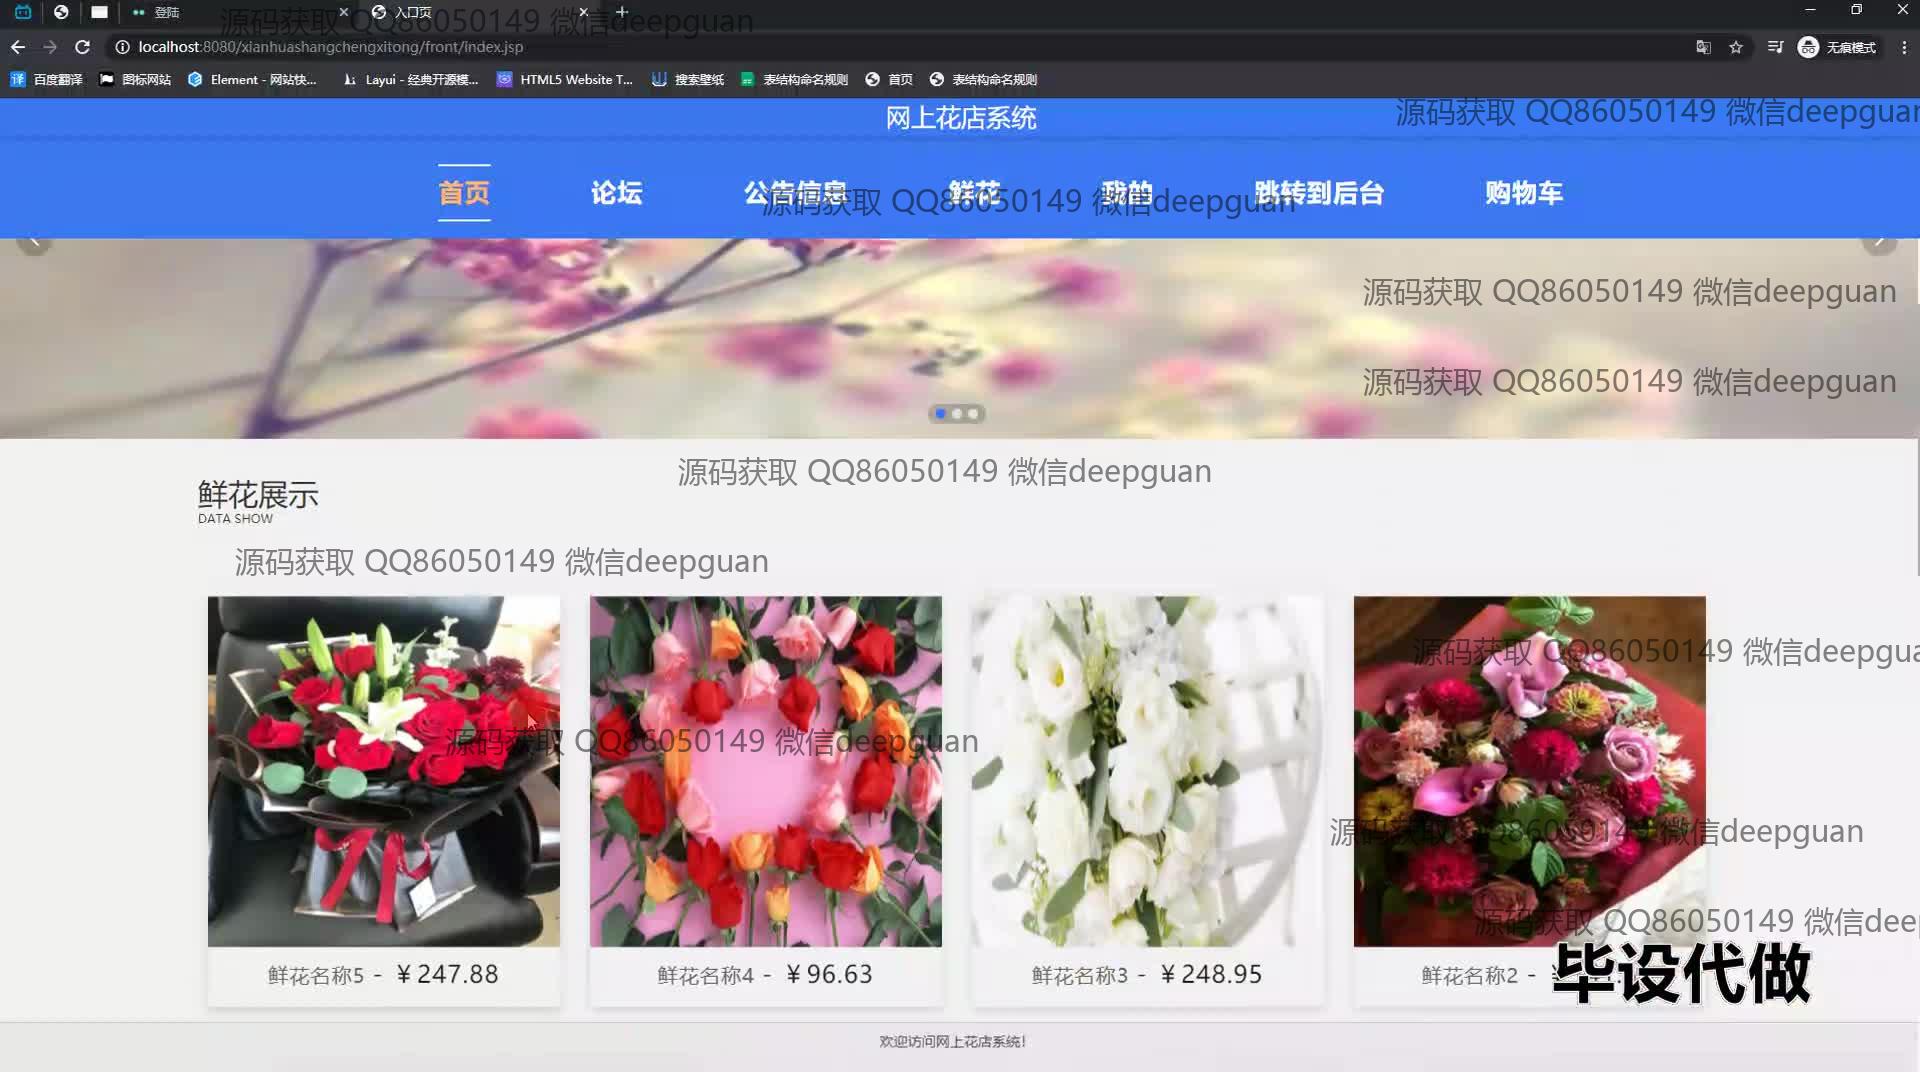 登陆
入口页
源码获取 QQ86050149 微信deepguan
localhost:8080/xianhuashangchengxitong/front/index.jsp
无痕模式
百度翻译 图标网站 Element - 网站快... Layui - 经典开源模... HTML5 Website T... 搜索壁纸 表结构命名规则 首页 表结构命名规则
网上花店系统
源码获取 QQ86050149 微信deepguan
首页 论坛 公告信息 鲜花 我的 跳转到后台 购物车
源码获取 QQ86050149 微信deepguan
源码获取 QQ86050149 微信deepguan
源码获取 QQ86050149 微信deepguan
源码获取 QQ86050149 微信deepguan
鲜花展示
DATA SHOW
源码获取 QQ86050149 微信deepguan
源码获取 QQ86050149 微信deepgua
源码获取 QQ86050149 微信deepguan
源码获取 QQ86050149 微信deepguan
源码获取 QQ86050149 微信deep
鲜花名称5 - ￥247.88
鲜花名称4 - ￥96.63
鲜花名称3 - ￥248.95
鲜花名称2 -
毕设代做
欢迎访问网上花店系统!